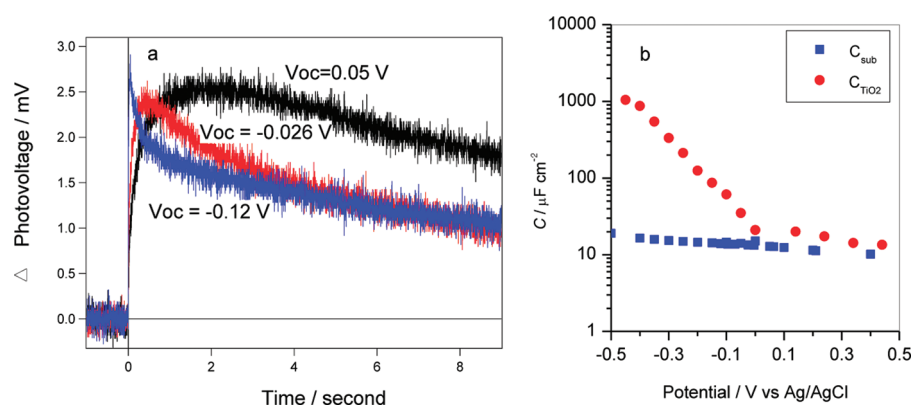 a
Voc=0.05 V
Voc = -0.026 V
Voc = -0.12 V
△ Photovoltage / mV
3.0
2.5
2.0
1.5
1.0
0.5
0.0
0 2 4 6 8
Time / second
b
C sub
C TiO2
C / μF cm-2
10000
1000
100
10
1
-0.5 -0.3 -0.1 0.1 0.3 0.5
Potential / V vs Ag/AgCl